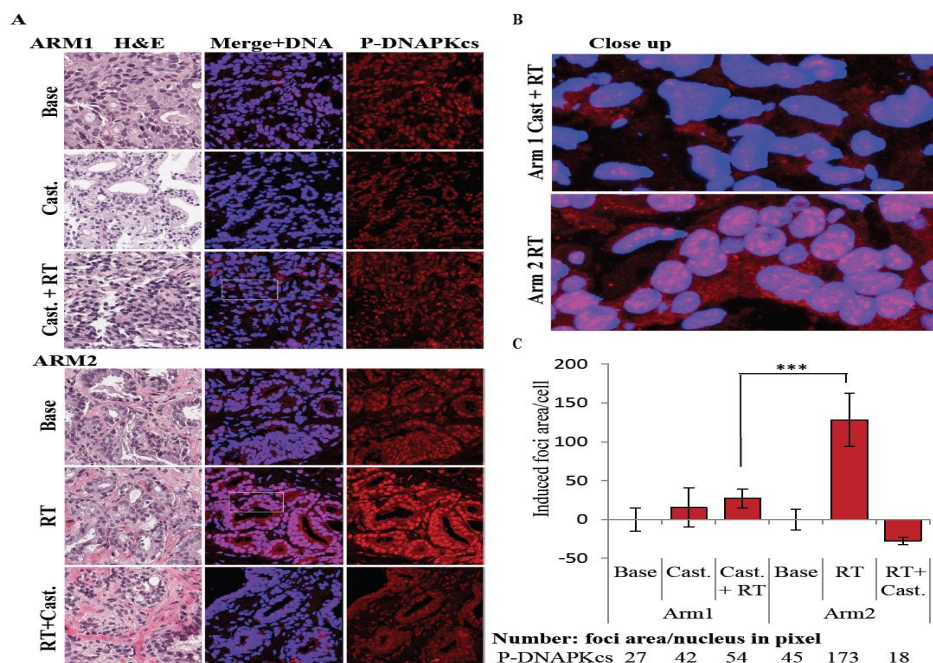 A
ARM1 H&E Merge+DNA P-DNAPKcs
Base
Cast.
Cast. + RT
ARM2
Base
RT
RT+Cast.
B
Close up
Arm 1 Cast + RT
Arm 2 RT
C
Induced foci area/cell
200
150
100
50
0
-50
***
Base Cast. Cast. + RT Base RT RT+ Cast.
Arm1 Arm2
Number: foci area/nucleus in pixel
P-DNAPKcs 27 42 54 45 173 18